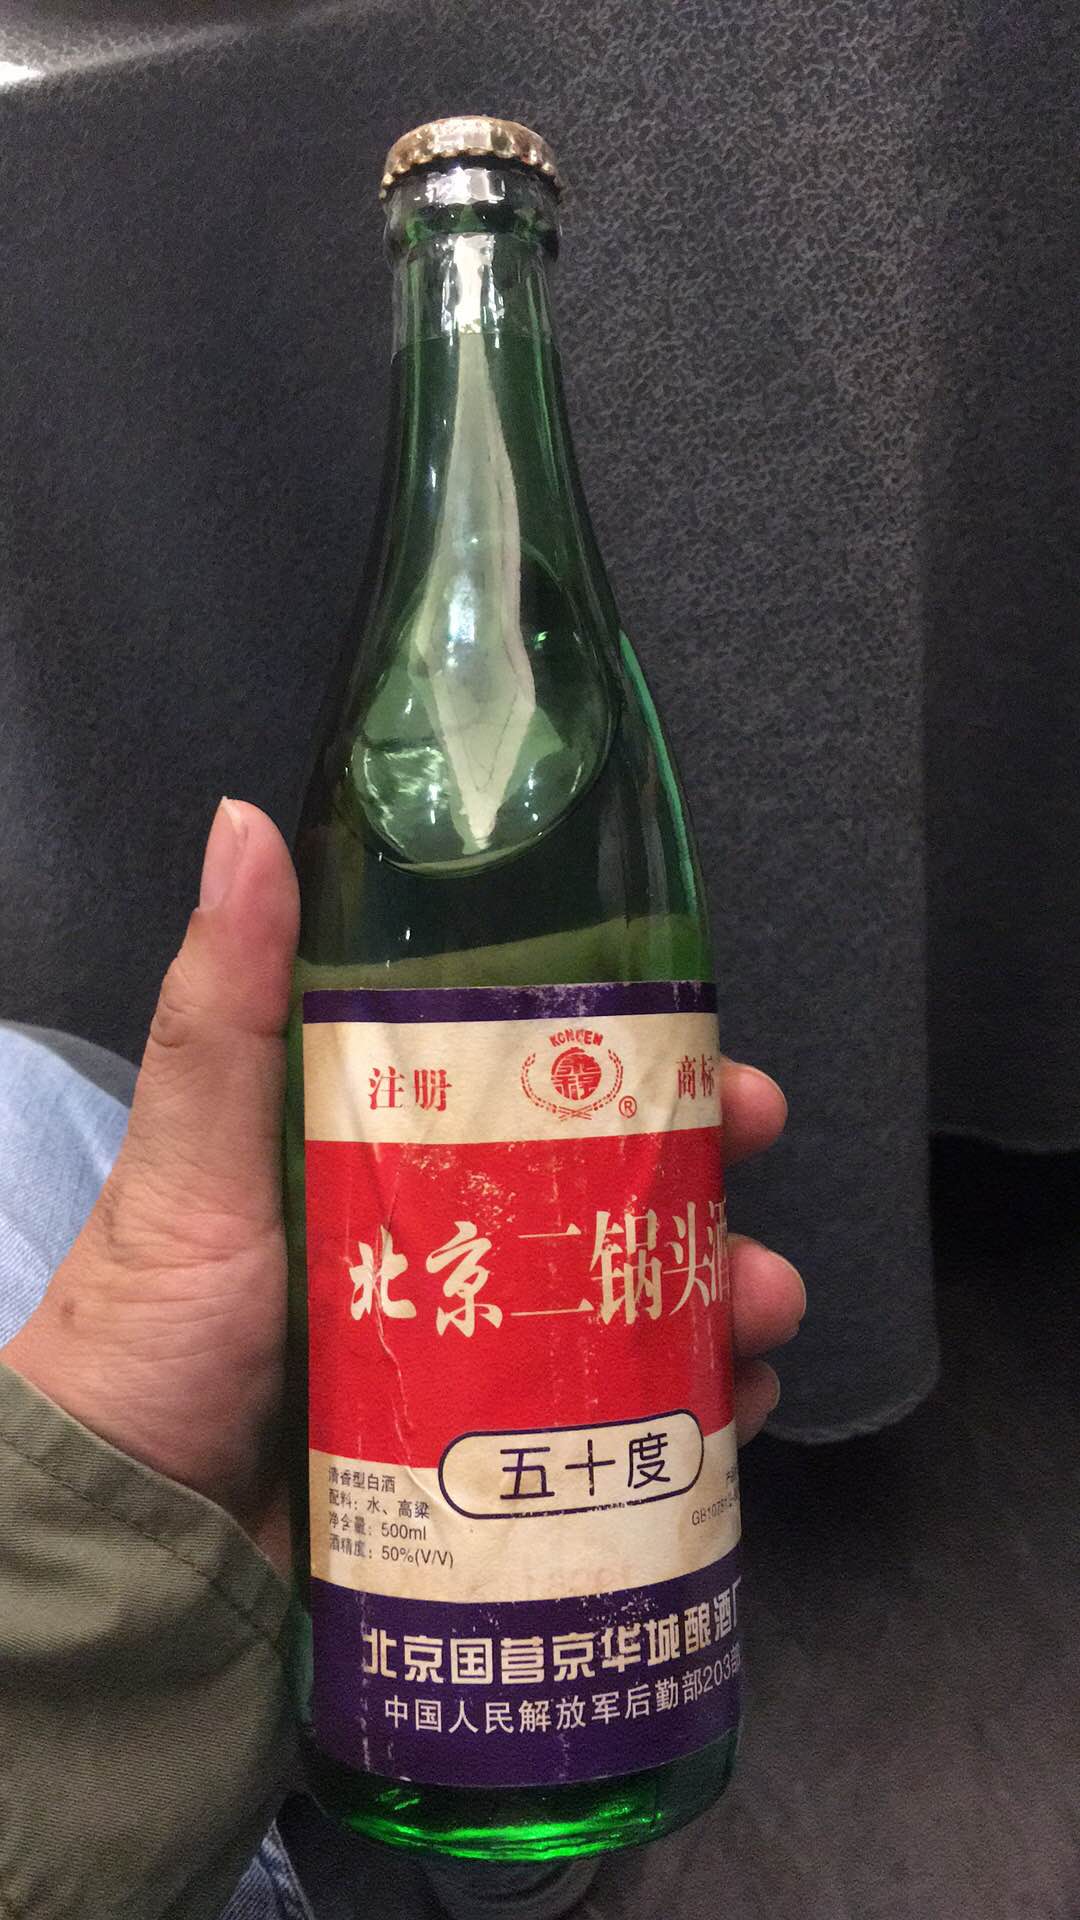 KONGEN
注册
商标
®
北京二锅头酒
五十度
清香型白酒
配料：水、高粱
净含量：500ml
酒精度：50%(V/V)
北京国营京华城酿酒厂
中国人民解放军后勤部203部